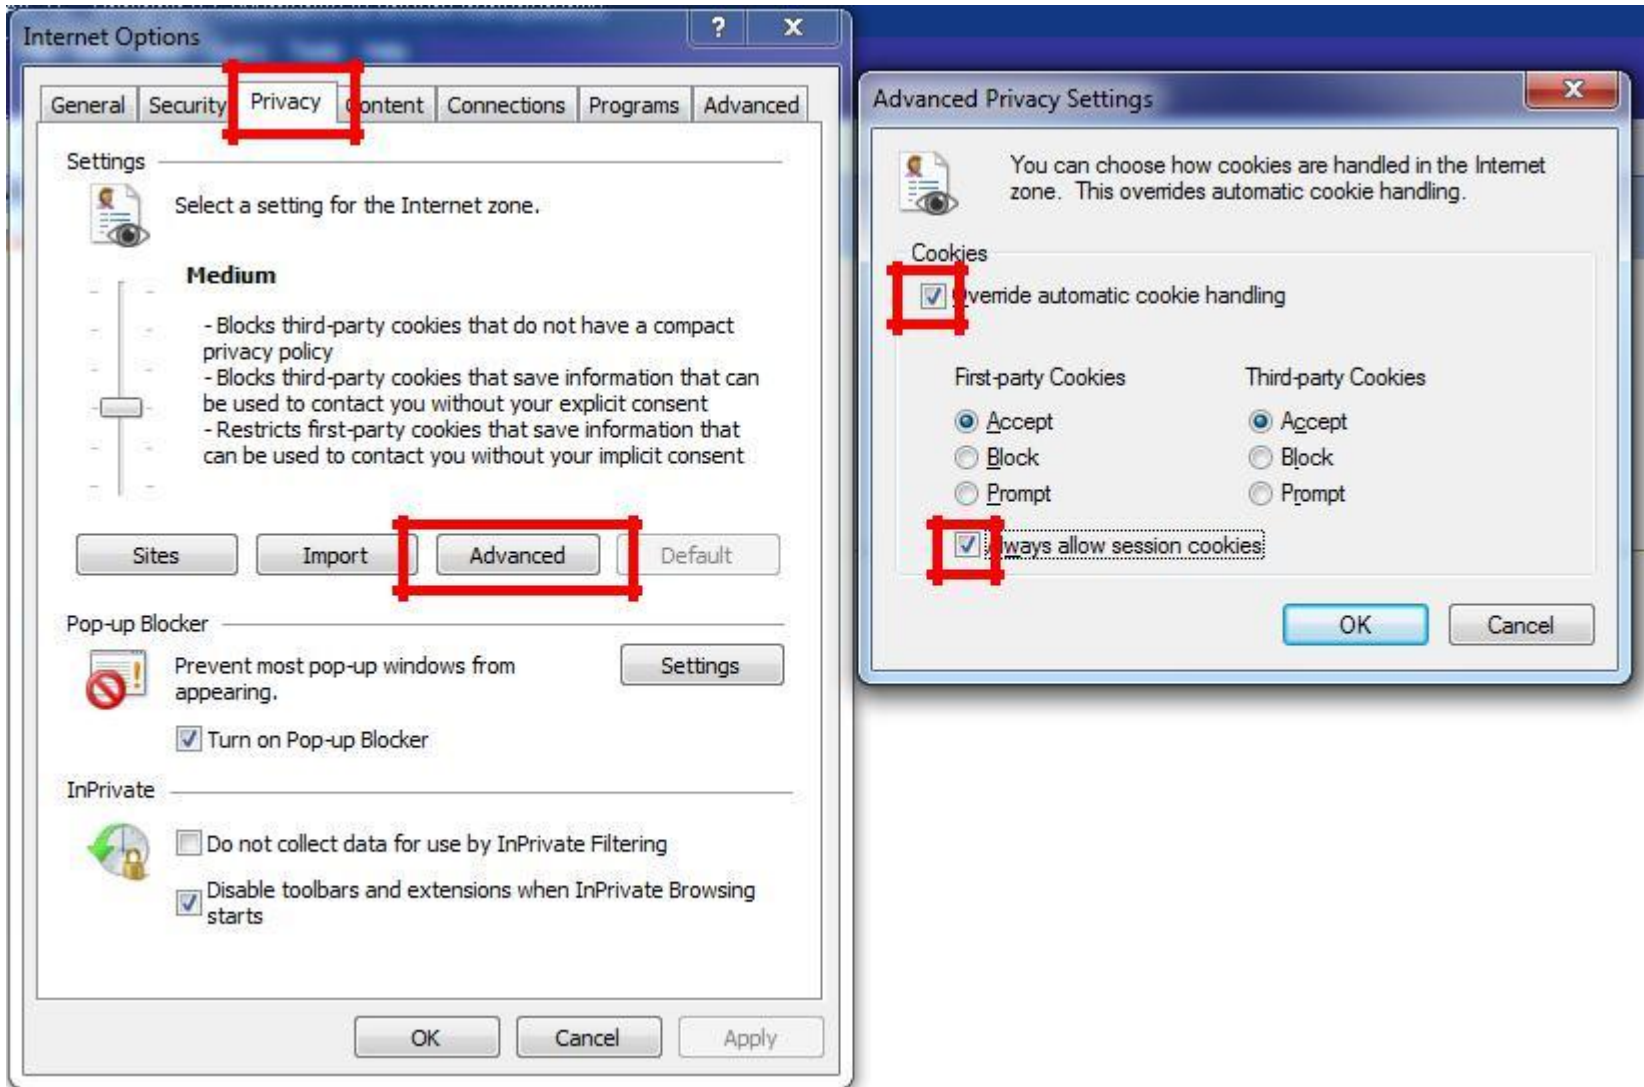 Internet Options
?
X
General Security Privacy Content Connections Programs Advanced
Settings
Select a setting for the Internet zone.
Medium
- Blocks third-party cookies that do not have a compact
privacy policy
- Blocks third-party cookies that save information that can
be used to contact you without your explicit consent
- Restricts first-party cookies that save information that
can be used to contact you without your implicit consent
Sites Import Advanced Default
Pop-up Blocker
Prevent most pop-up windows from
appearing.
Settings
Turn on Pop-up Blocker
InPrivate
Do not collect data for use by InPrivate Filtering
Disable toolbars and extensions when InPrivate Browsing
starts
OK Cancel Apply
Advanced Privacy Settings
X
You can choose how cookies are handled in the Internet
zone. This overrides automatic cookie handling.
Cookies
Override automatic cookie handling
First-party Cookies Third-party Cookies
Accept Accept
Block Block
Prompt Prompt
Always allow session cookies
OK Cancel